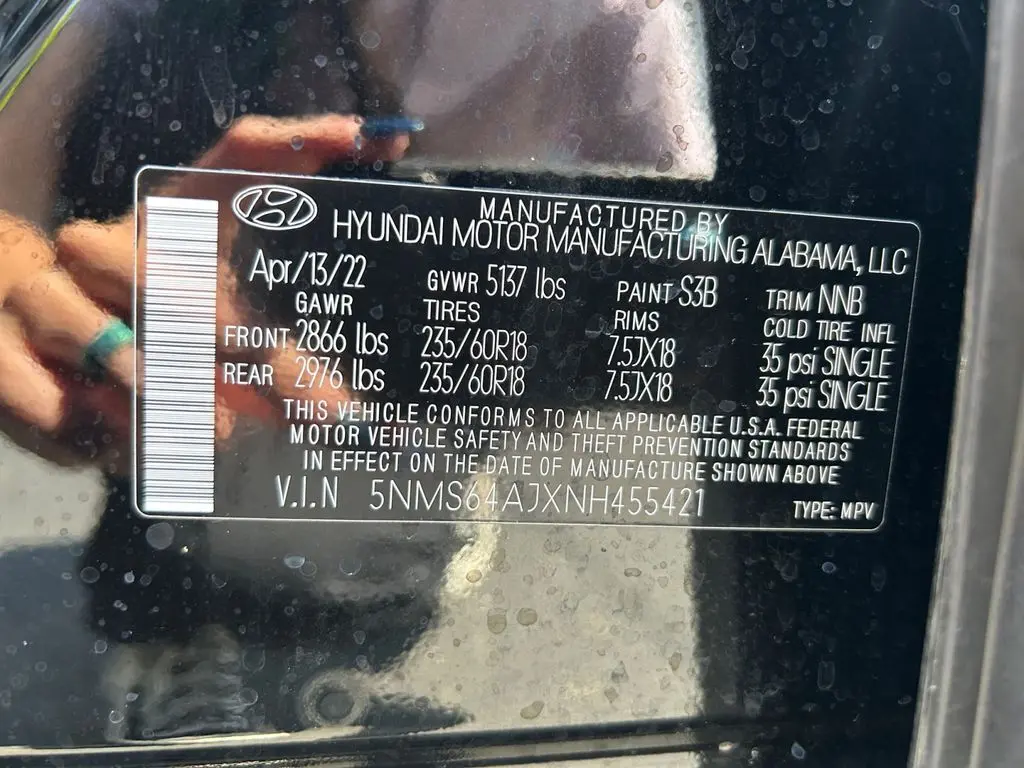 MANUFACTURED BY
HYUNDAI MOTOR MANUFACTURING ALABAMA, LLC
Apr/13/22 GVWR 5137 lbs PAINT S3B TRIM NNB
GAWR TIRES RIMS COLD TIRE INFL
FRONT 2866 lbs 235/60R18 7.5JX18 35 psi SINGLE
REAR 2976 lbs 235/60R18 7.5JX18 35 psi SINGLE
THIS VEHICLE CONFORMS TO ALL APPLICABLE U.S.A. FEDERAL
MOTOR VEHICLE SAFETY AND THEFT PREVENTION STANDARDS
IN EFFECT ON THE DATE OF MANUFACTURE SHOWN ABOVE
V.I.N 5NMS64AJXNH455421 TYPE: MPV